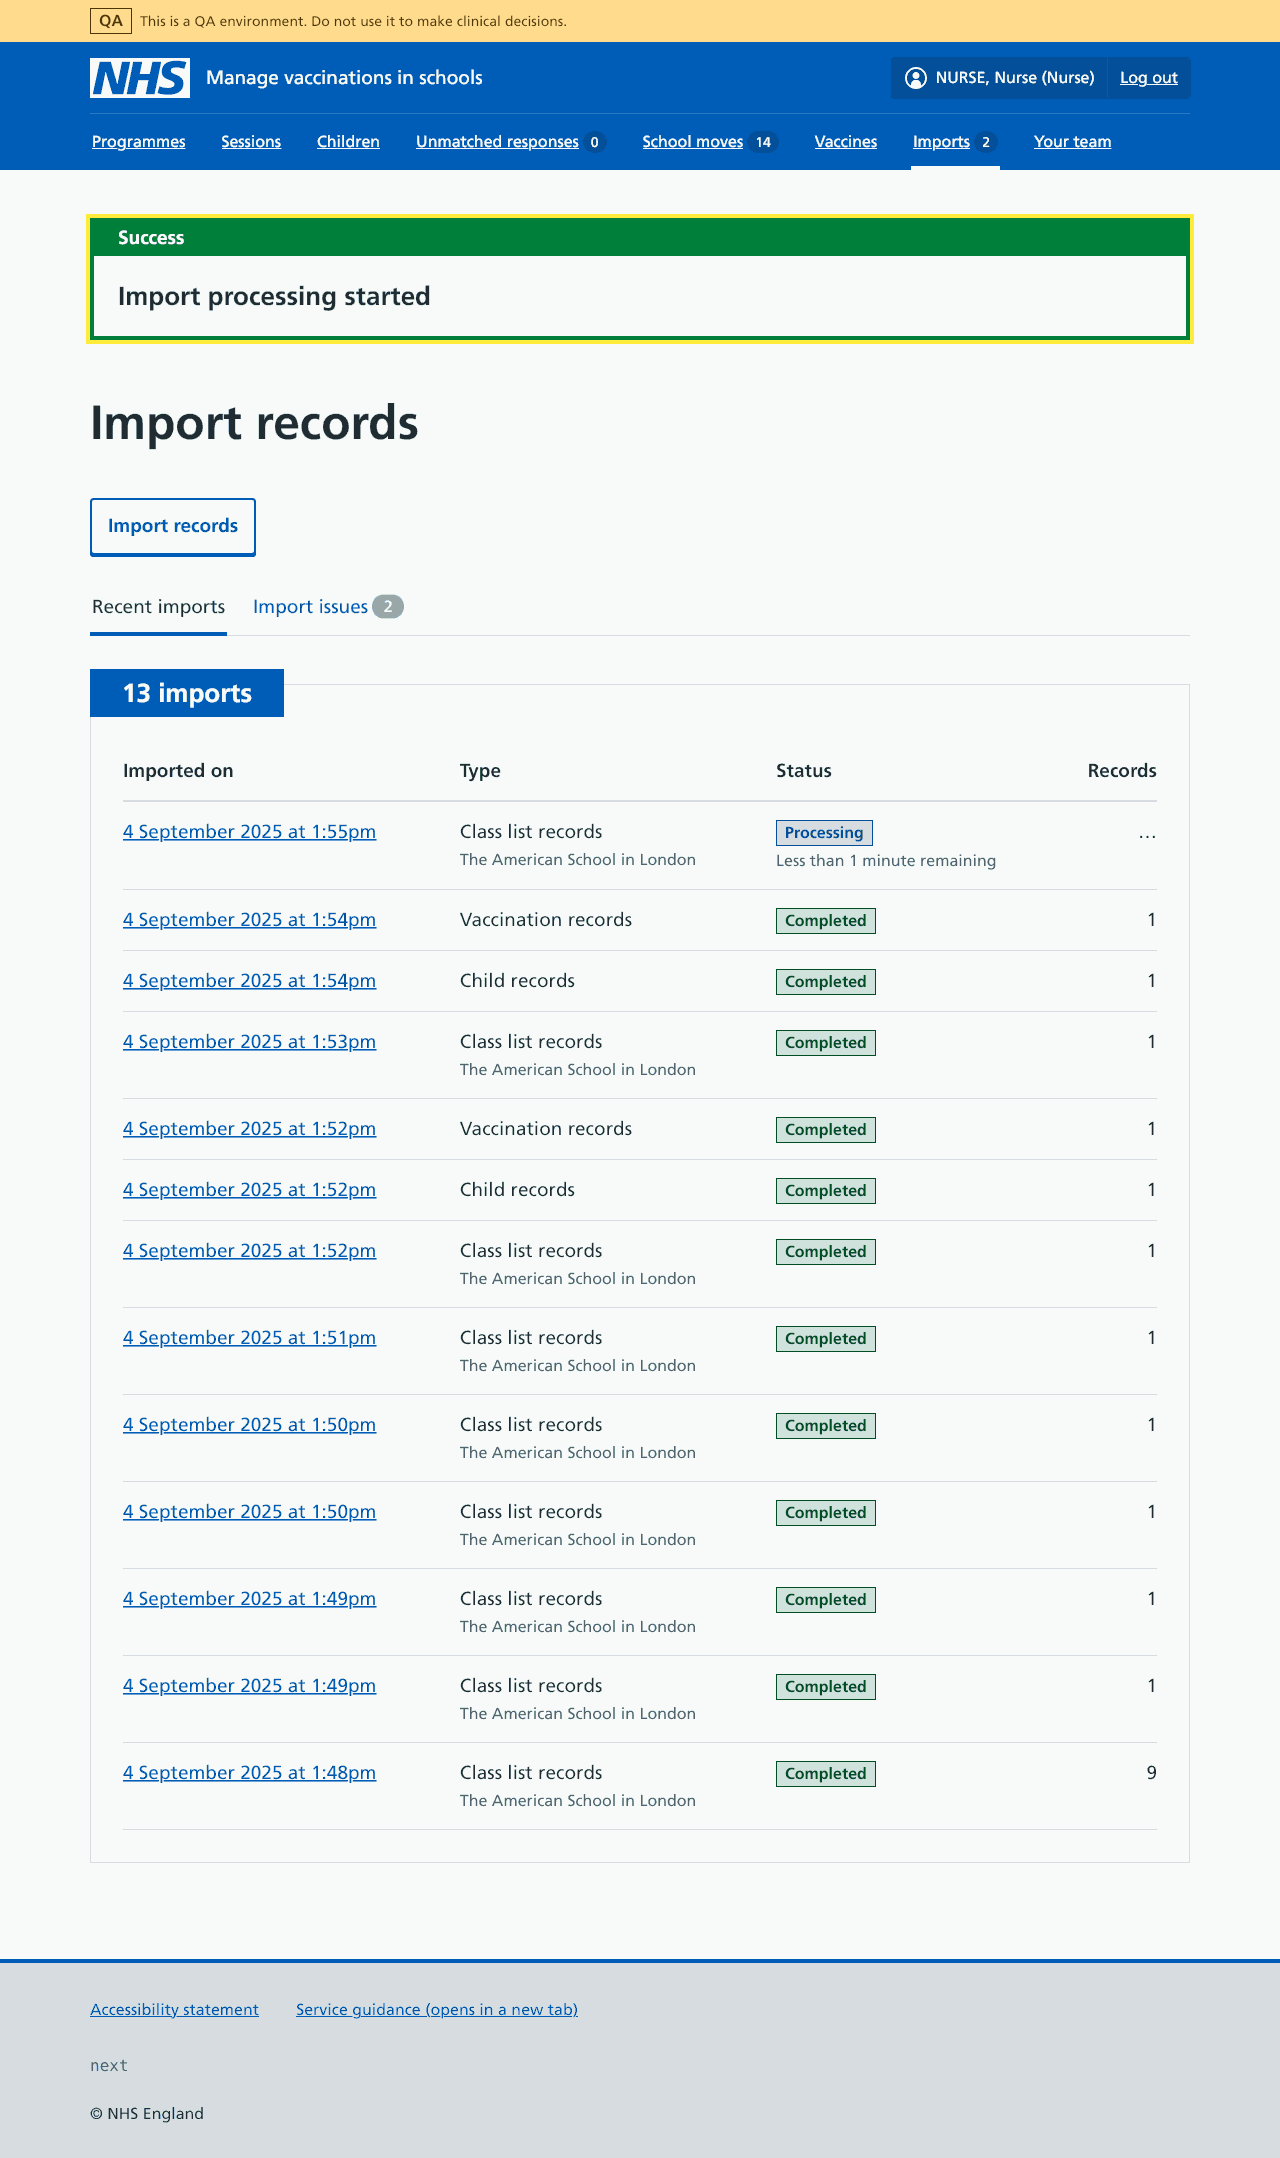 QA This is a QA environment. Do not use it to make clinical decisions.
NHS Manage vaccinations in schools NURSE, Nurse (Nurse) Log out
Programmes Sessions Children Unmatched responses 0 School moves 14 Vaccines Imports 2 Your team
Success
Import processing started
Import records
Import records
Recent imports Import issues 2
13 imports
Imported on Type Status Records
4 September 2025 at 1:55pm Class list records Processing ...
The American School in London Less than 1 minute remaining
4 September 2025 at 1:54pm Vaccination records Completed 1
4 September 2025 at 1:54pm Child records Completed 1
4 September 2025 at 1:53pm Class list records Completed 1
The American School in London
4 September 2025 at 1:52pm Vaccination records Completed 1
4 September 2025 at 1:52pm Child records Completed 1
4 September 2025 at 1:52pm Class list records Completed 1
The American School in London
4 September 2025 at 1:51pm Class list records Completed 1
The American School in London
4 September 2025 at 1:50pm Class list records Completed 1
The American School in London
4 September 2025 at 1:50pm Class list records Completed 1
The American School in London
4 September 2025 at 1:49pm Class list records Completed 1
The American School in London
4 September 2025 at 1:49pm Class list records Completed 1
The American School in London
4 September 2025 at 1:48pm Class list records Completed 9
The American School in London
Accessibility statement Service guidance (opens in a new tab)
next
© NHS England